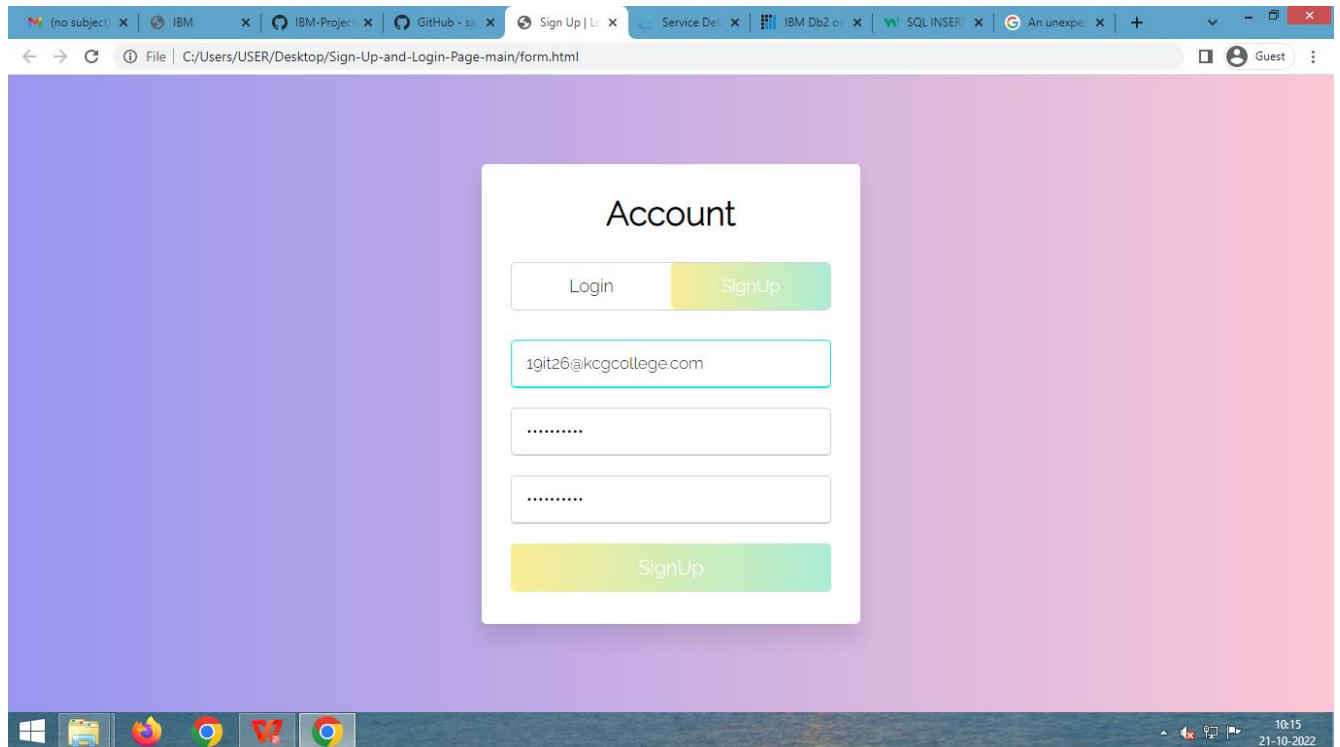 (no subject)
IBM
IBM-Project
GitHub - sa
Sign Up | Lo
Service Det
IBM Db2 on
SQL INSERT
An unexpec
File
C:/Users/USER/Desktop/Sign-Up-and-Login-Page-main/form.html
Guest
Account
Login
SignUp
19it26@kcgcollege.com
••••••••••
••••••••••
SignUp
10:15
21-10-2022